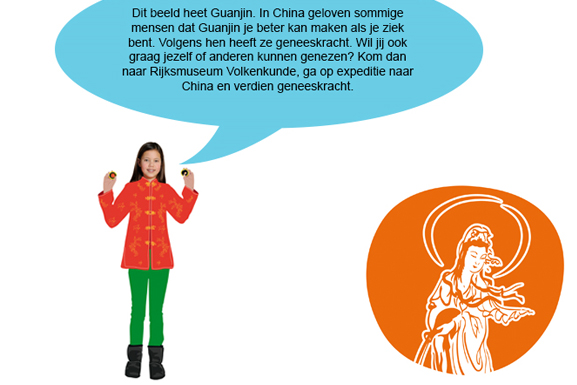 Dit beeld heet Guanjin. In China geloven sommige
mensen dat Guanjin je beter kan maken als je ziek
bent. Volgens hen heeft ze geneeskracht. Wil jij ook
graag jezelf of anderen kunnen genezen? Kom dan
naar Rijksmuseum Volkenkunde, ga op expeditie naar
China en verdien geneeskracht.